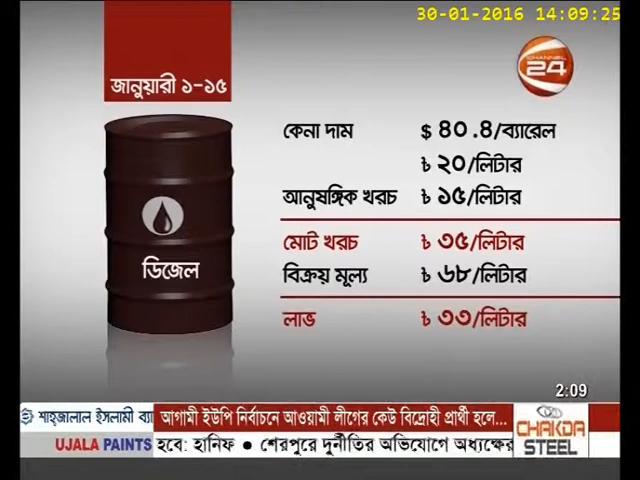 30-01-2016 14:09:25
CHANNEL
24
জানুয়ারী ১-১৫
কেনা দাম $ ৪০.৪/ব্যারেল
৳ ২০/লিটার
আনুষঙ্গিক খরচ ৳ ১৫/লিটার
মোট খরচ ৳ ৩৫/লিটার
বিক্রয় মূল্য ৳ ৬৮/লিটার
লাভ ৳ ৩৩/লিটার
ডিজেল
2:09
শাহ্‌জালাল ইসলামী ব্যা
আগামী ইউপি নির্বাচনে আওয়ামী লীগের কেউ বিদ্রোহী প্রার্থী হলে...
UJALA PAINTS
হবে: হানিফ • শেরপুরে দুর্নীতির অভিযোগে অধ্যক্ষের
CHAKDA
STEEL